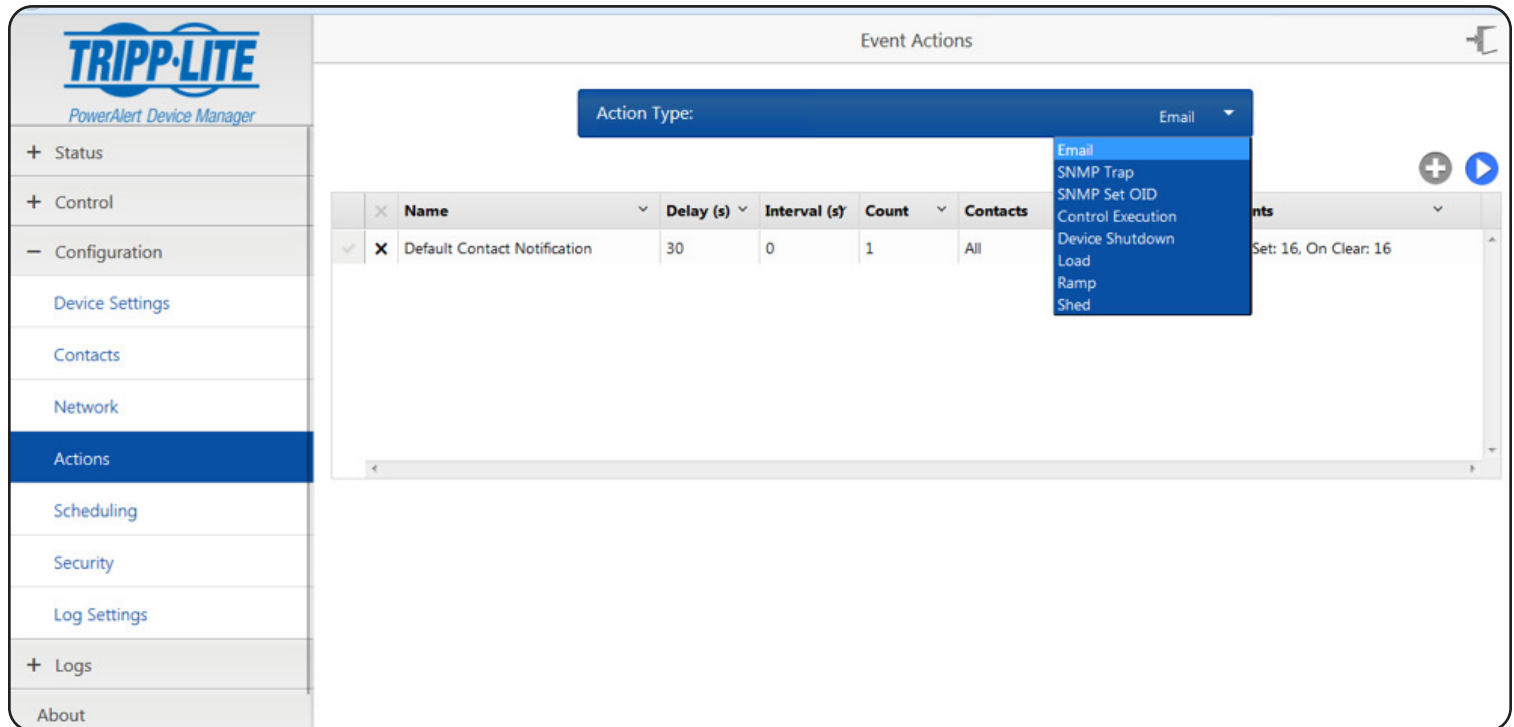 TRIPP·LITE
PowerAlert Device Manager
Event Actions
+ Status
+ Control
− Configuration
Device Settings
Contacts
Network
Actions
Scheduling
Security
Log Settings
+ Logs
About
Action Type:
Email
Email
SNMP Trap
SNMP Set OID
Control Execution
Device Shutdown
Load
Ramp
Shed
Name Delay (s) Interval (s) Count Contacts
Default Contact Notification 30 0 1 All Set: 16, On Clear: 16